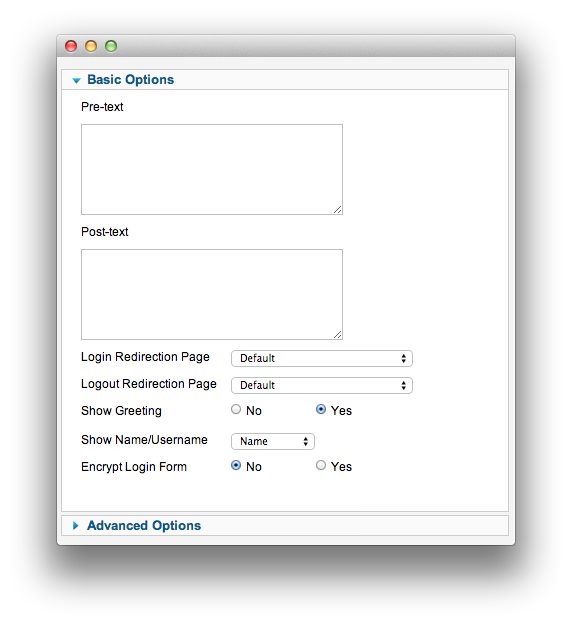 Basic Options
Pre-text
Post-text
Login Redirection Page Default
Logout Redirection Page Default
Show Greeting No Yes
Show Name/Username Name
Encrypt Login Form No Yes
Advanced Options